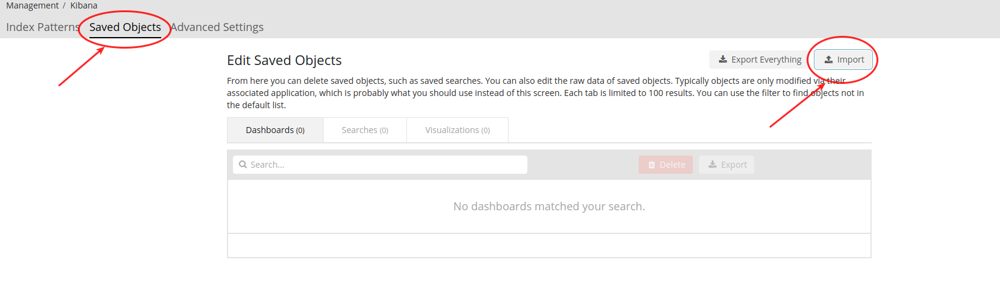 Management / Kibana
Index Patterns Saved Objects Advanced Settings
Edit Saved Objects Export Everything Import
From here you can delete saved objects, such as saved searches. You can also edit the raw data of saved objects. Typically objects are only modified via their
associated application, which is probably what you should use instead of this screen. Each tab is limited to 100 results. You can use the filter to find objects not in
the default list.
Dashboards (0) Searches (0) Visualizations (0)
Search... Delete Export
No dashboards matched your search.